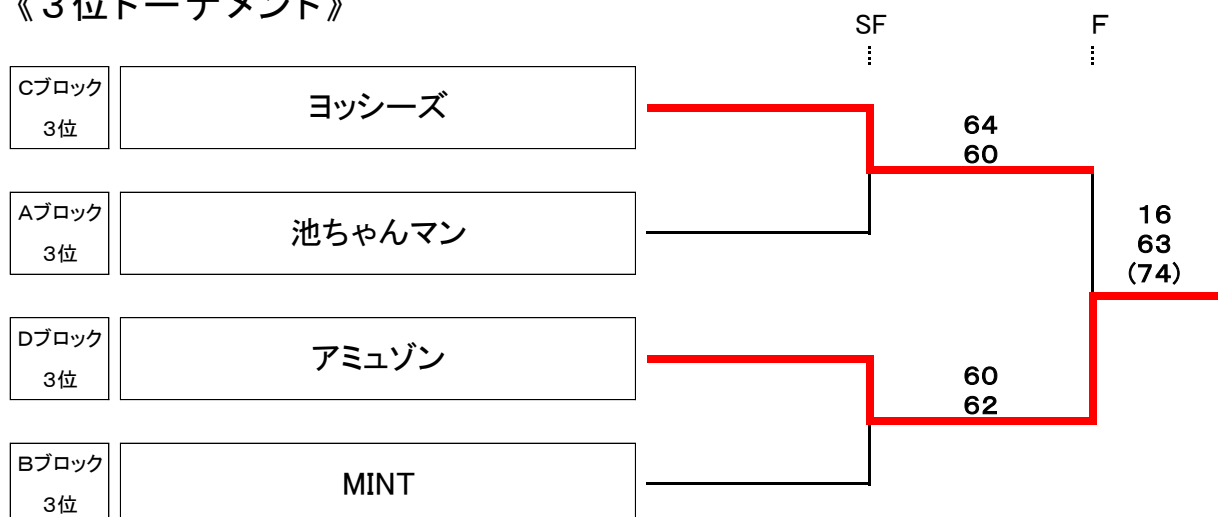 《3位トーナメント》
SF
F
Cブロック
3位
ヨッシーズ
64
60
Aブロック
3位
池ちゃんマン
16
63
(74)
Dブロック
3位
アミュゾン
60
62
Bブロック
3位
MINT